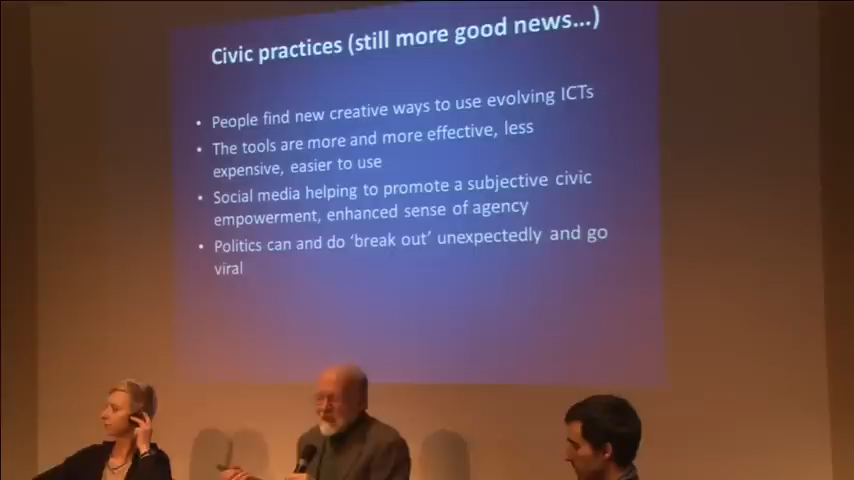 Civic practices (still more good news...)
• People find new creative ways to use evolving ICTs
• The tools are more and more effective, less
expensive, easier to use
• Social media helping to promote a subjective civic
empowerment, enhanced sense of agency
• Politics can and do ‘break out’ unexpectedly and go
viral